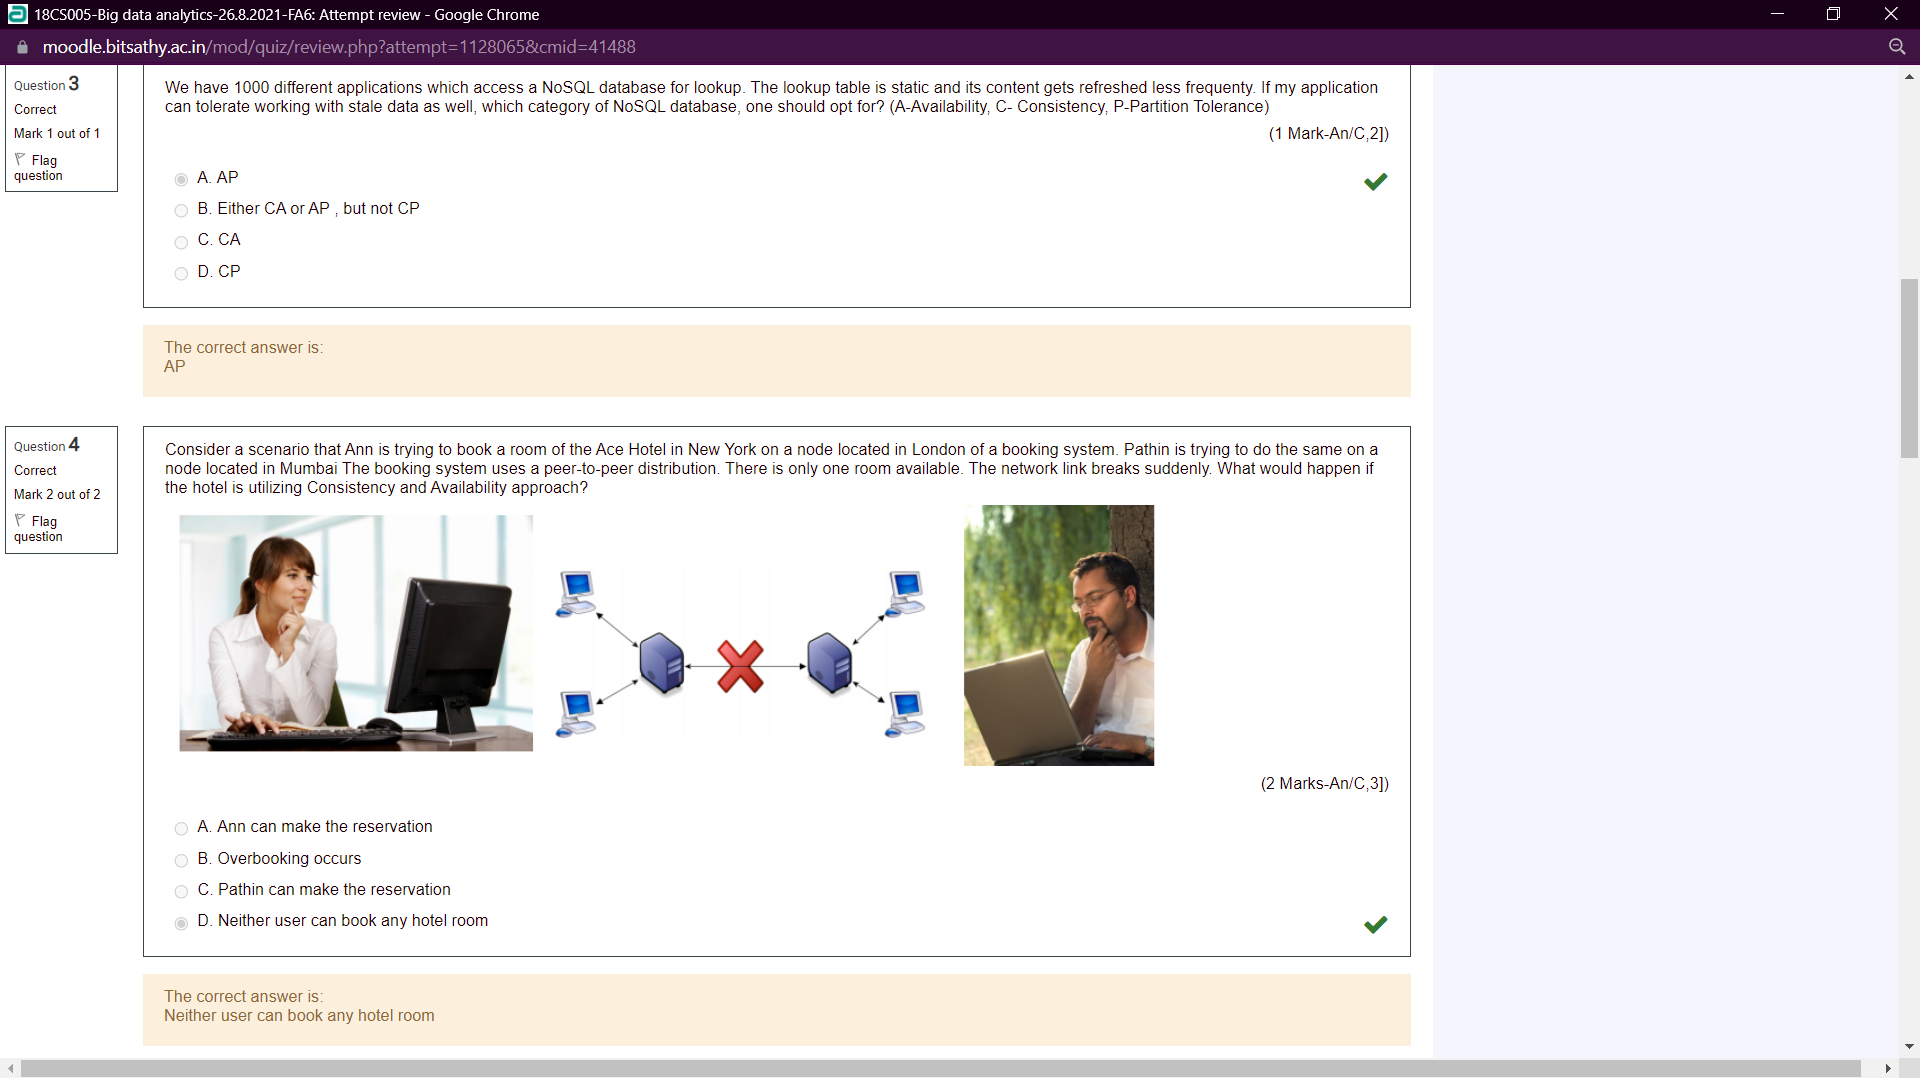 18CS005-Big data analytics-26.8.2021-FA6: Attempt review - Google Chrome
moodle.bitsathy.ac.in/mod/quiz/review.php?attempt=1128065&cmid=41488
Question 3
Correct
Mark 1 out of 1
Flag
question
We have 1000 different applications which access a NoSQL database for lookup. The lookup table is static and its content gets refreshed less frequenty. If my application
can tolerate working with stale data as well, which category of NoSQL database, one should opt for? (A-Availability, C- Consistency, P-Partition Tolerance)
(1 Mark-An/C,2])
A. AP
B. Either CA or AP , but not CP
C. CA
D. CP
The correct answer is:
AP
Question 4
Correct
Mark 2 out of 2
Flag
question
Consider a scenario that Ann is trying to book a room of the Ace Hotel in New York on a node located in London of a booking system. Pathin is trying to do the same on a
node located in Mumbai The booking system uses a peer-to-peer distribution. There is only one room available. The network link breaks suddenly. What would happen if
the hotel is utilizing Consistency and Availability approach?
(2 Marks-An/C,3])
A. Ann can make the reservation
B. Overbooking occurs
C. Pathin can make the reservation
D. Neither user can book any hotel room
The correct answer is:
Neither user can book any hotel room